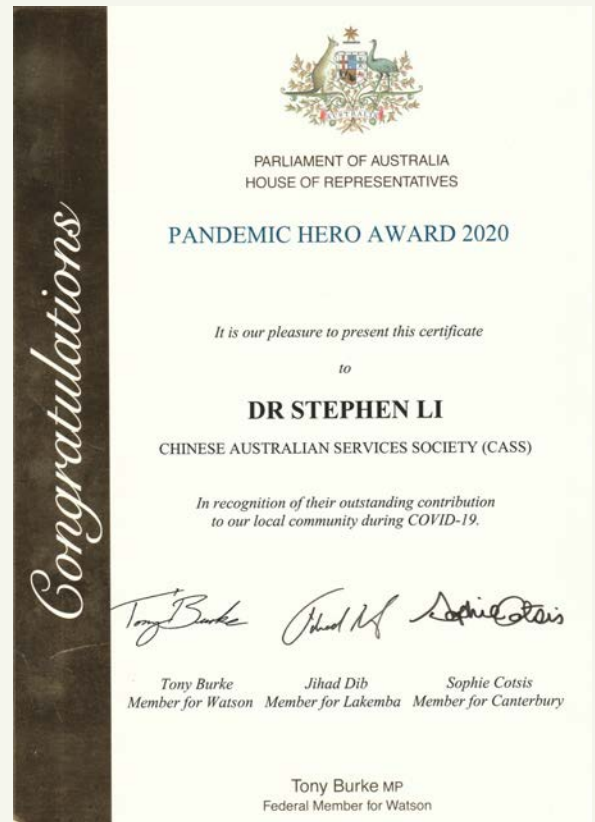 AUSTRALIA
PARLIAMENT OF AUSTRALIA
HOUSE OF REPRESENTATIVES
PANDEMIC HERO AWARD 2020
Congratulations
It is our pleasure to present this certificate
to
DR STEPHEN LI
CHINESE AUSTRALIAN SERVICES SOCIETY (CASS)
In recognition of their outstanding contribution
to our local community during COVID-19.
Tony Burke Jihad Dib Sophie Cotsis
Member for Watson Member for Lakemba Member for Canterbury
Tony Burke MP
Federal Member for Watson